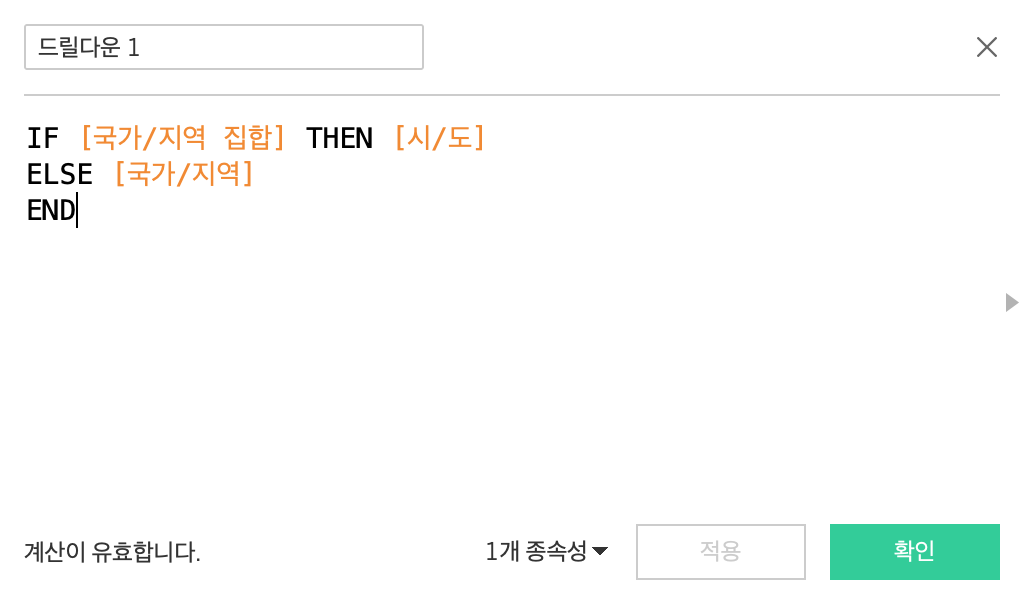 드릴다운 1
IF [국가/지역 집합] THEN [시/도]
ELSE [국가/지역]
END
계산이 유효합니다.
1개 종속성
적용
확인